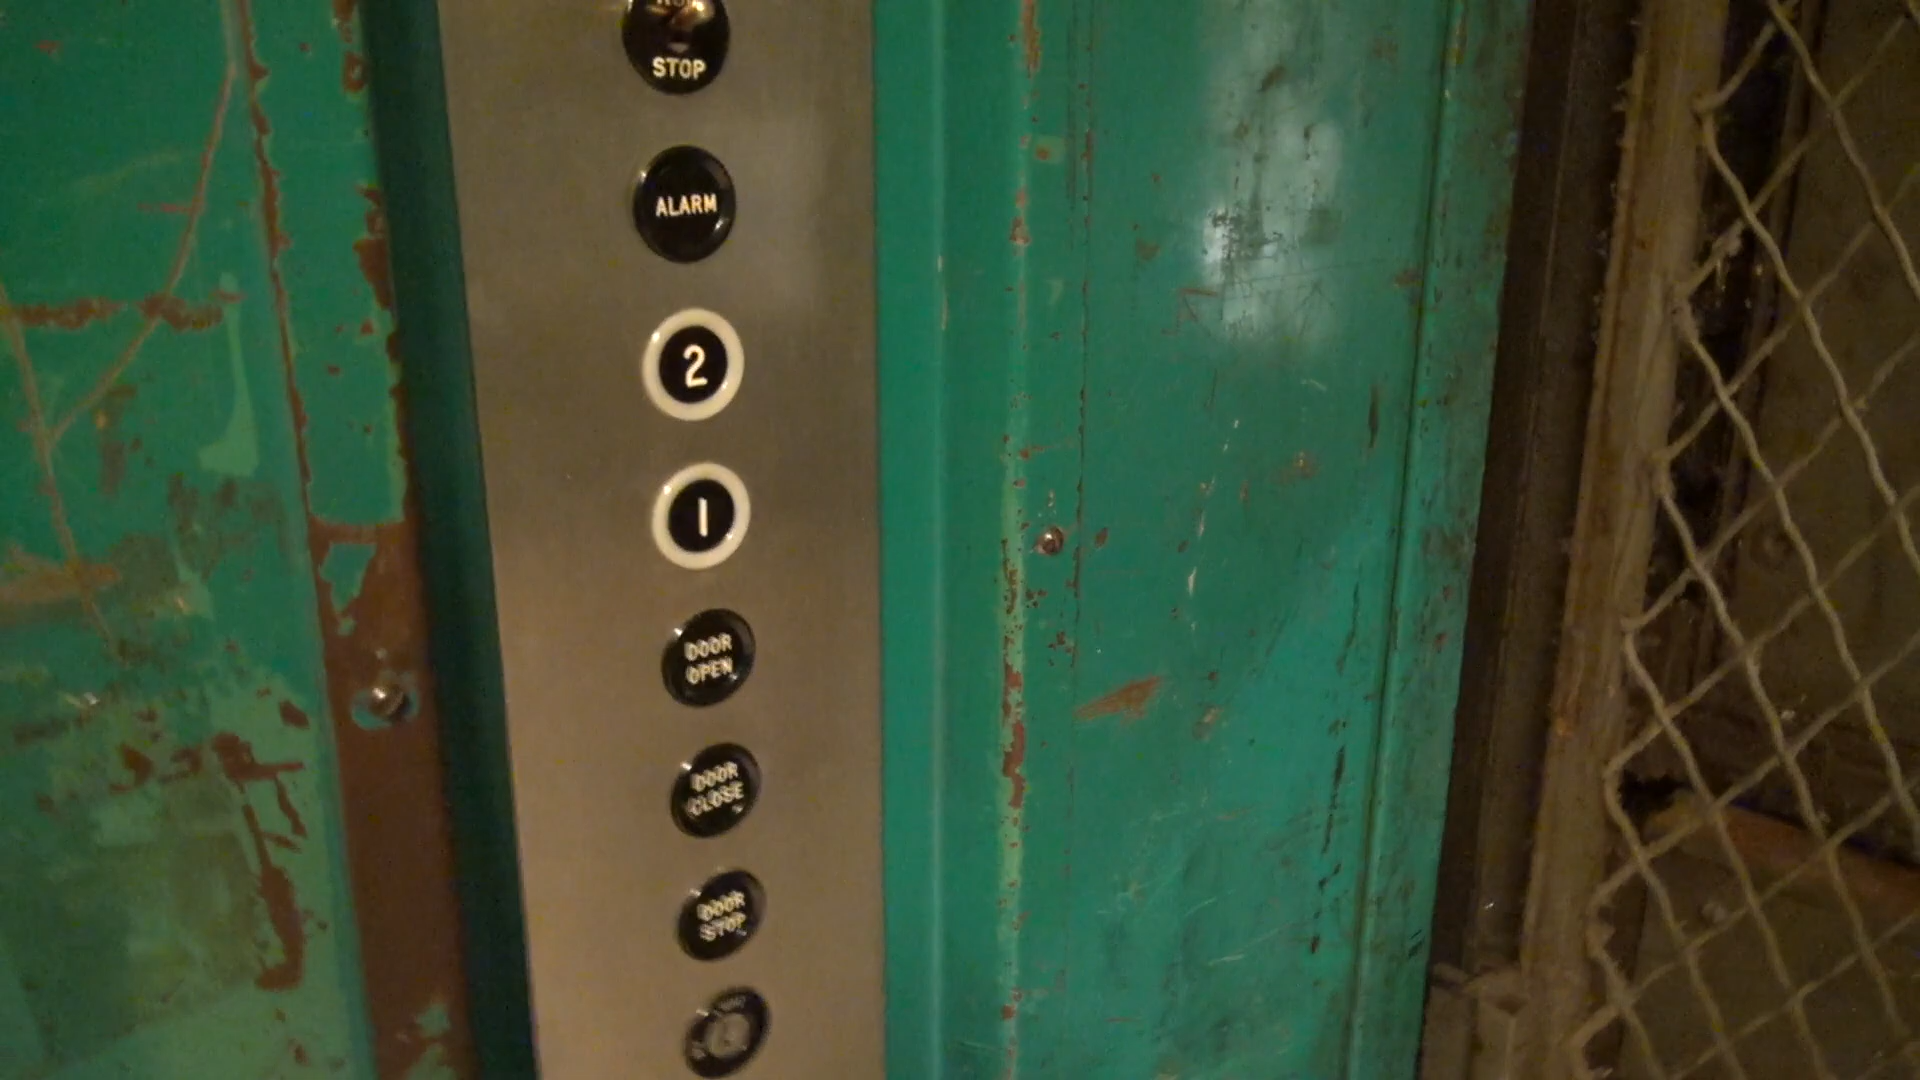 STOP
ALARM
2
1
DOOR
OPEN
DOOR
CLOSE
DOOR
STOP